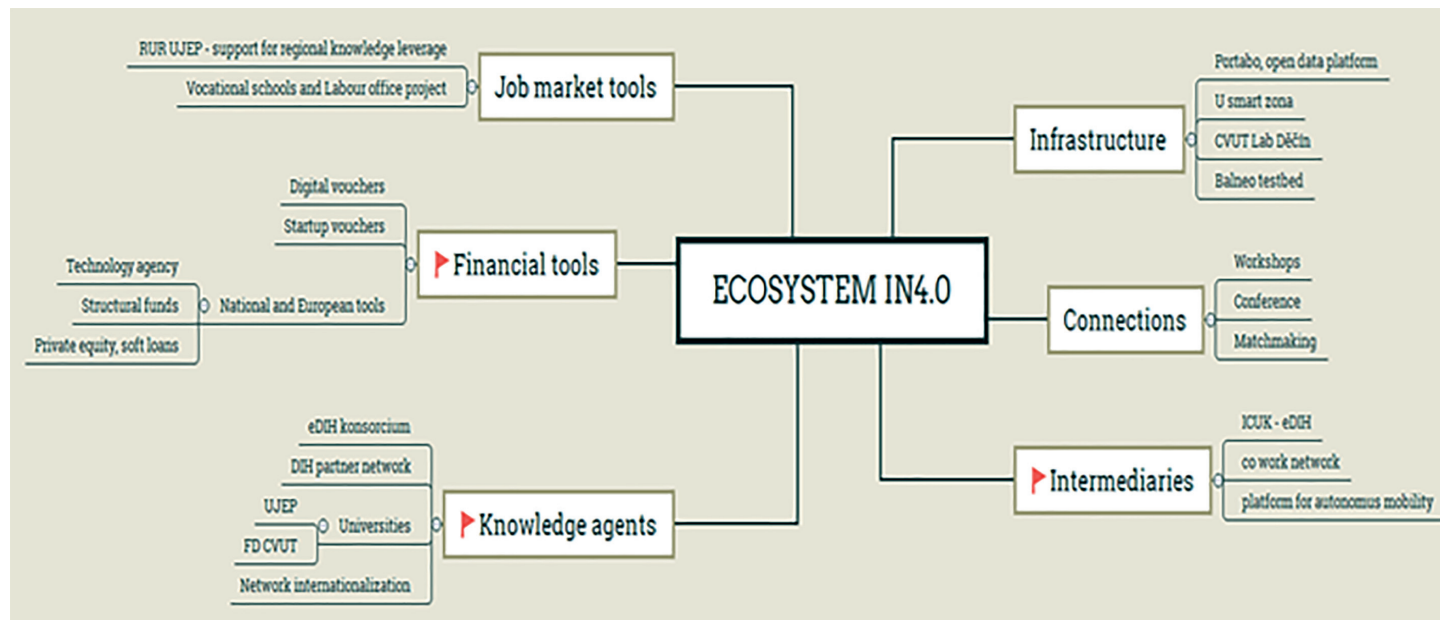 RUR UJEP - support for regional knowledge leverage
Vocational schools and Labour office project
Job market tools
Digital vouchers
Startup vouchers
Technology agency
Structural funds
Private equity, soft loans
National and European tools
Financial tools
eDIH konsorcium
DIH partner network
UJEP
FD CVUT
Universities
Network internationalization
Knowledge agents
ECOSYSTEM IN4.0
Infrastructure
Portabo, open data platform
U smart zona
CVUT Lab Děčín
Balneo testbed
Connections
Workshops
Conference
Matchmaking
Intermediaries
ICUK - eDIH
co work network
platform for autonomus mobility